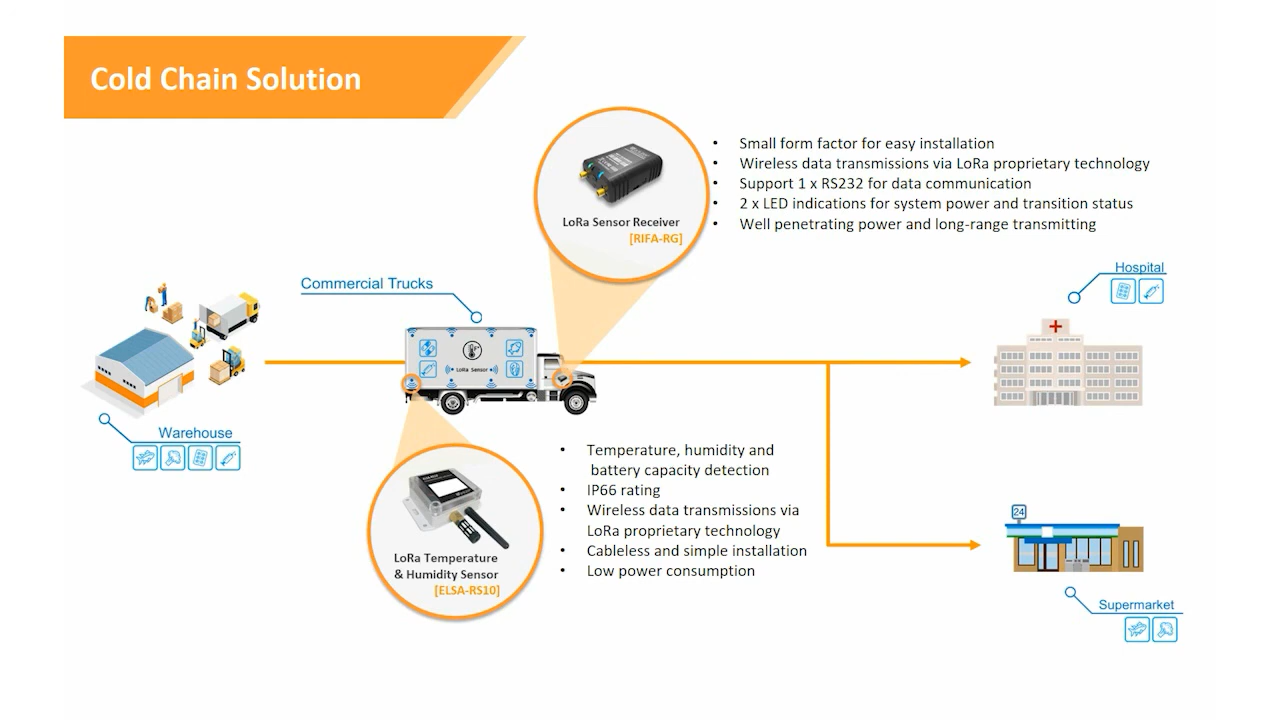 Cold Chain Solution
• Small form factor for easy installation
• Wireless data transmissions via LoRa proprietary technology
• Support 1 x RS232 for data communication
• 2 x LED indications for system power and transition status
• Well penetrating power and long-range transmitting
LoRa Sensor Receiver
[RIFA-RG]
Commercial Trucks
Hospital
LoRa Sensor
Warehouse
• Temperature, humidity and
battery capacity detection
• IP66 rating
• Wireless data transmissions via
LoRa proprietary technology
• Cableless and simple installation
• Low power consumption
LoRa Temperature
& Humidity Sensor
[ELSA-RS10]
24
Supermarket